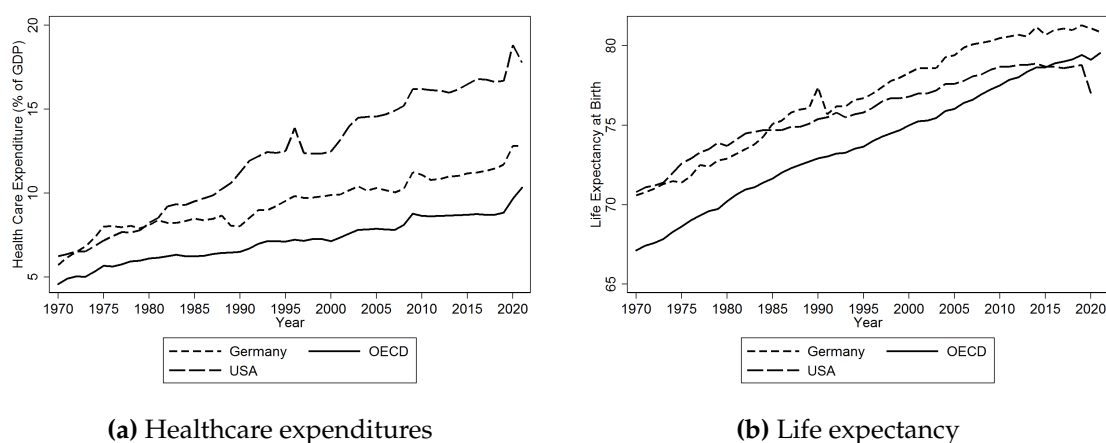 Health Care Expenditure (% of GDP)
20
15
10
5
1970 1975 1980 1985 1990 1995 2000 2005 2010 2015 2020
Year
Germany OECD
USA
(a) Healthcare expenditures
Life Expectancy at Birth
80
75
70
65
1970 1975 1980 1985 1990 1995 2000 2005 2010 2015 2020
Year
Germany OECD
USA
(b) Life expectancy